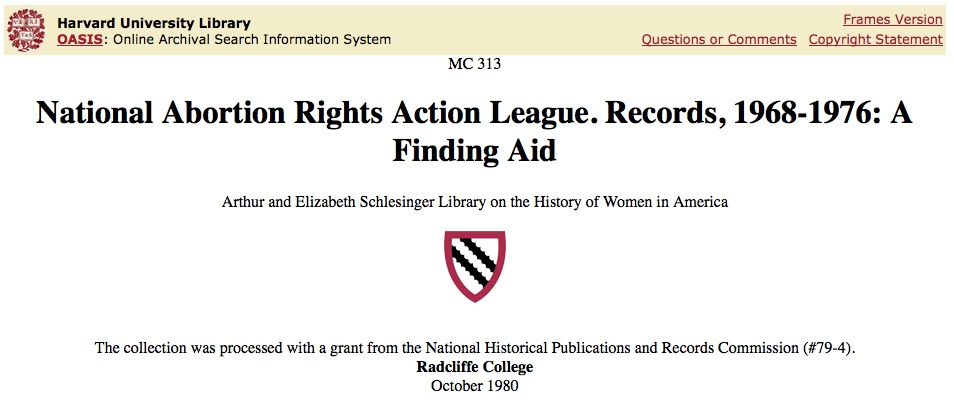 Harvard University Library
OASIS: Online Archival Search Information System
Frames Version
Questions or Comments Copyright Statement
MC 313
National Abortion Rights Action League. Records, 1968-1976: A
Finding Aid
Arthur and Elizabeth Schlesinger Library on the History of Women in America
The collection was processed with a grant from the National Historical Publications and Records Commission (#79-4).
Radcliffe College
October 1980